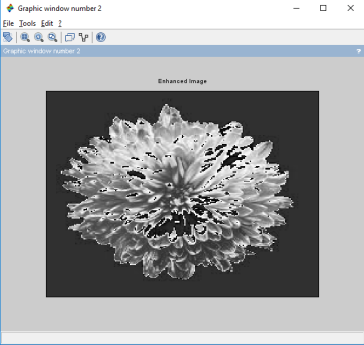 Graphic window number 2
File Tools Edit ?
Graphic window number 2
?
Enhanced Image